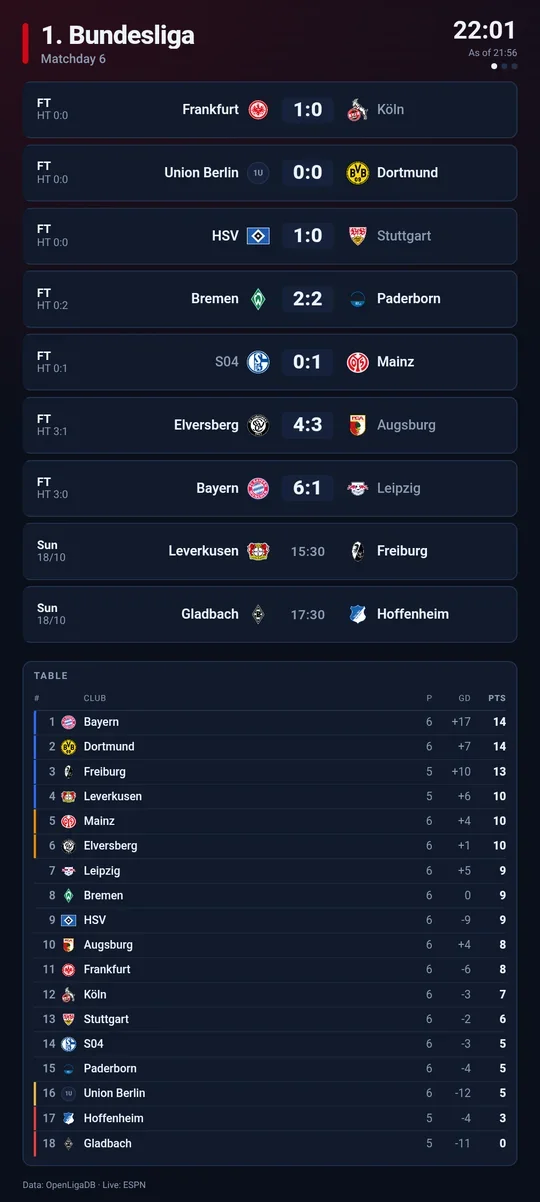 1. Bundesliga
Matchday 6
22:01
As of 21:56
FT
HT 0:0
Frankfurt 1:0 Köln
FT
HT 0:0
Union Berlin 1U 0:0 BVB 09 Dortmund
FT
HT 0:0
HSV 1:0 Stuttgart
FT
HT 0:2
Bremen 2:2 Paderborn
FT
HT 0:1
S04 0:1 Mainz
FT
HT 3:1
Elversberg 4:3 Augsburg
FT
HT 3:0
Bayern 6:1 Leipzig
Sun
18/10
Leverkusen 15:30 Freiburg
Sun
18/10
Gladbach 17:30 Hoffenheim
TABLE
# CLUB P GD PTS
1 Bayern 6 +17 14
2 Dortmund 6 +7 14
3 Freiburg 5 +10 13
4 Leverkusen 5 +6 10
5 Mainz 6 +4 10
6 Elversberg 6 +1 10
7 Leipzig 6 +5 9
8 Bremen 6 0 9
9 HSV 6 -9 9
10 Augsburg 6 +4 8
11 Frankfurt 6 -6 8
12 Köln 6 -3 7
13 Stuttgart 6 -2 6
14 S04 6 -3 5
15 Paderborn 6 -4 5
16 1U Union Berlin 6 -12 5
17 Hoffenheim 5 -4 3
18 Gladbach 5 -11 0
Data: OpenLigaDB · Live: ESPN